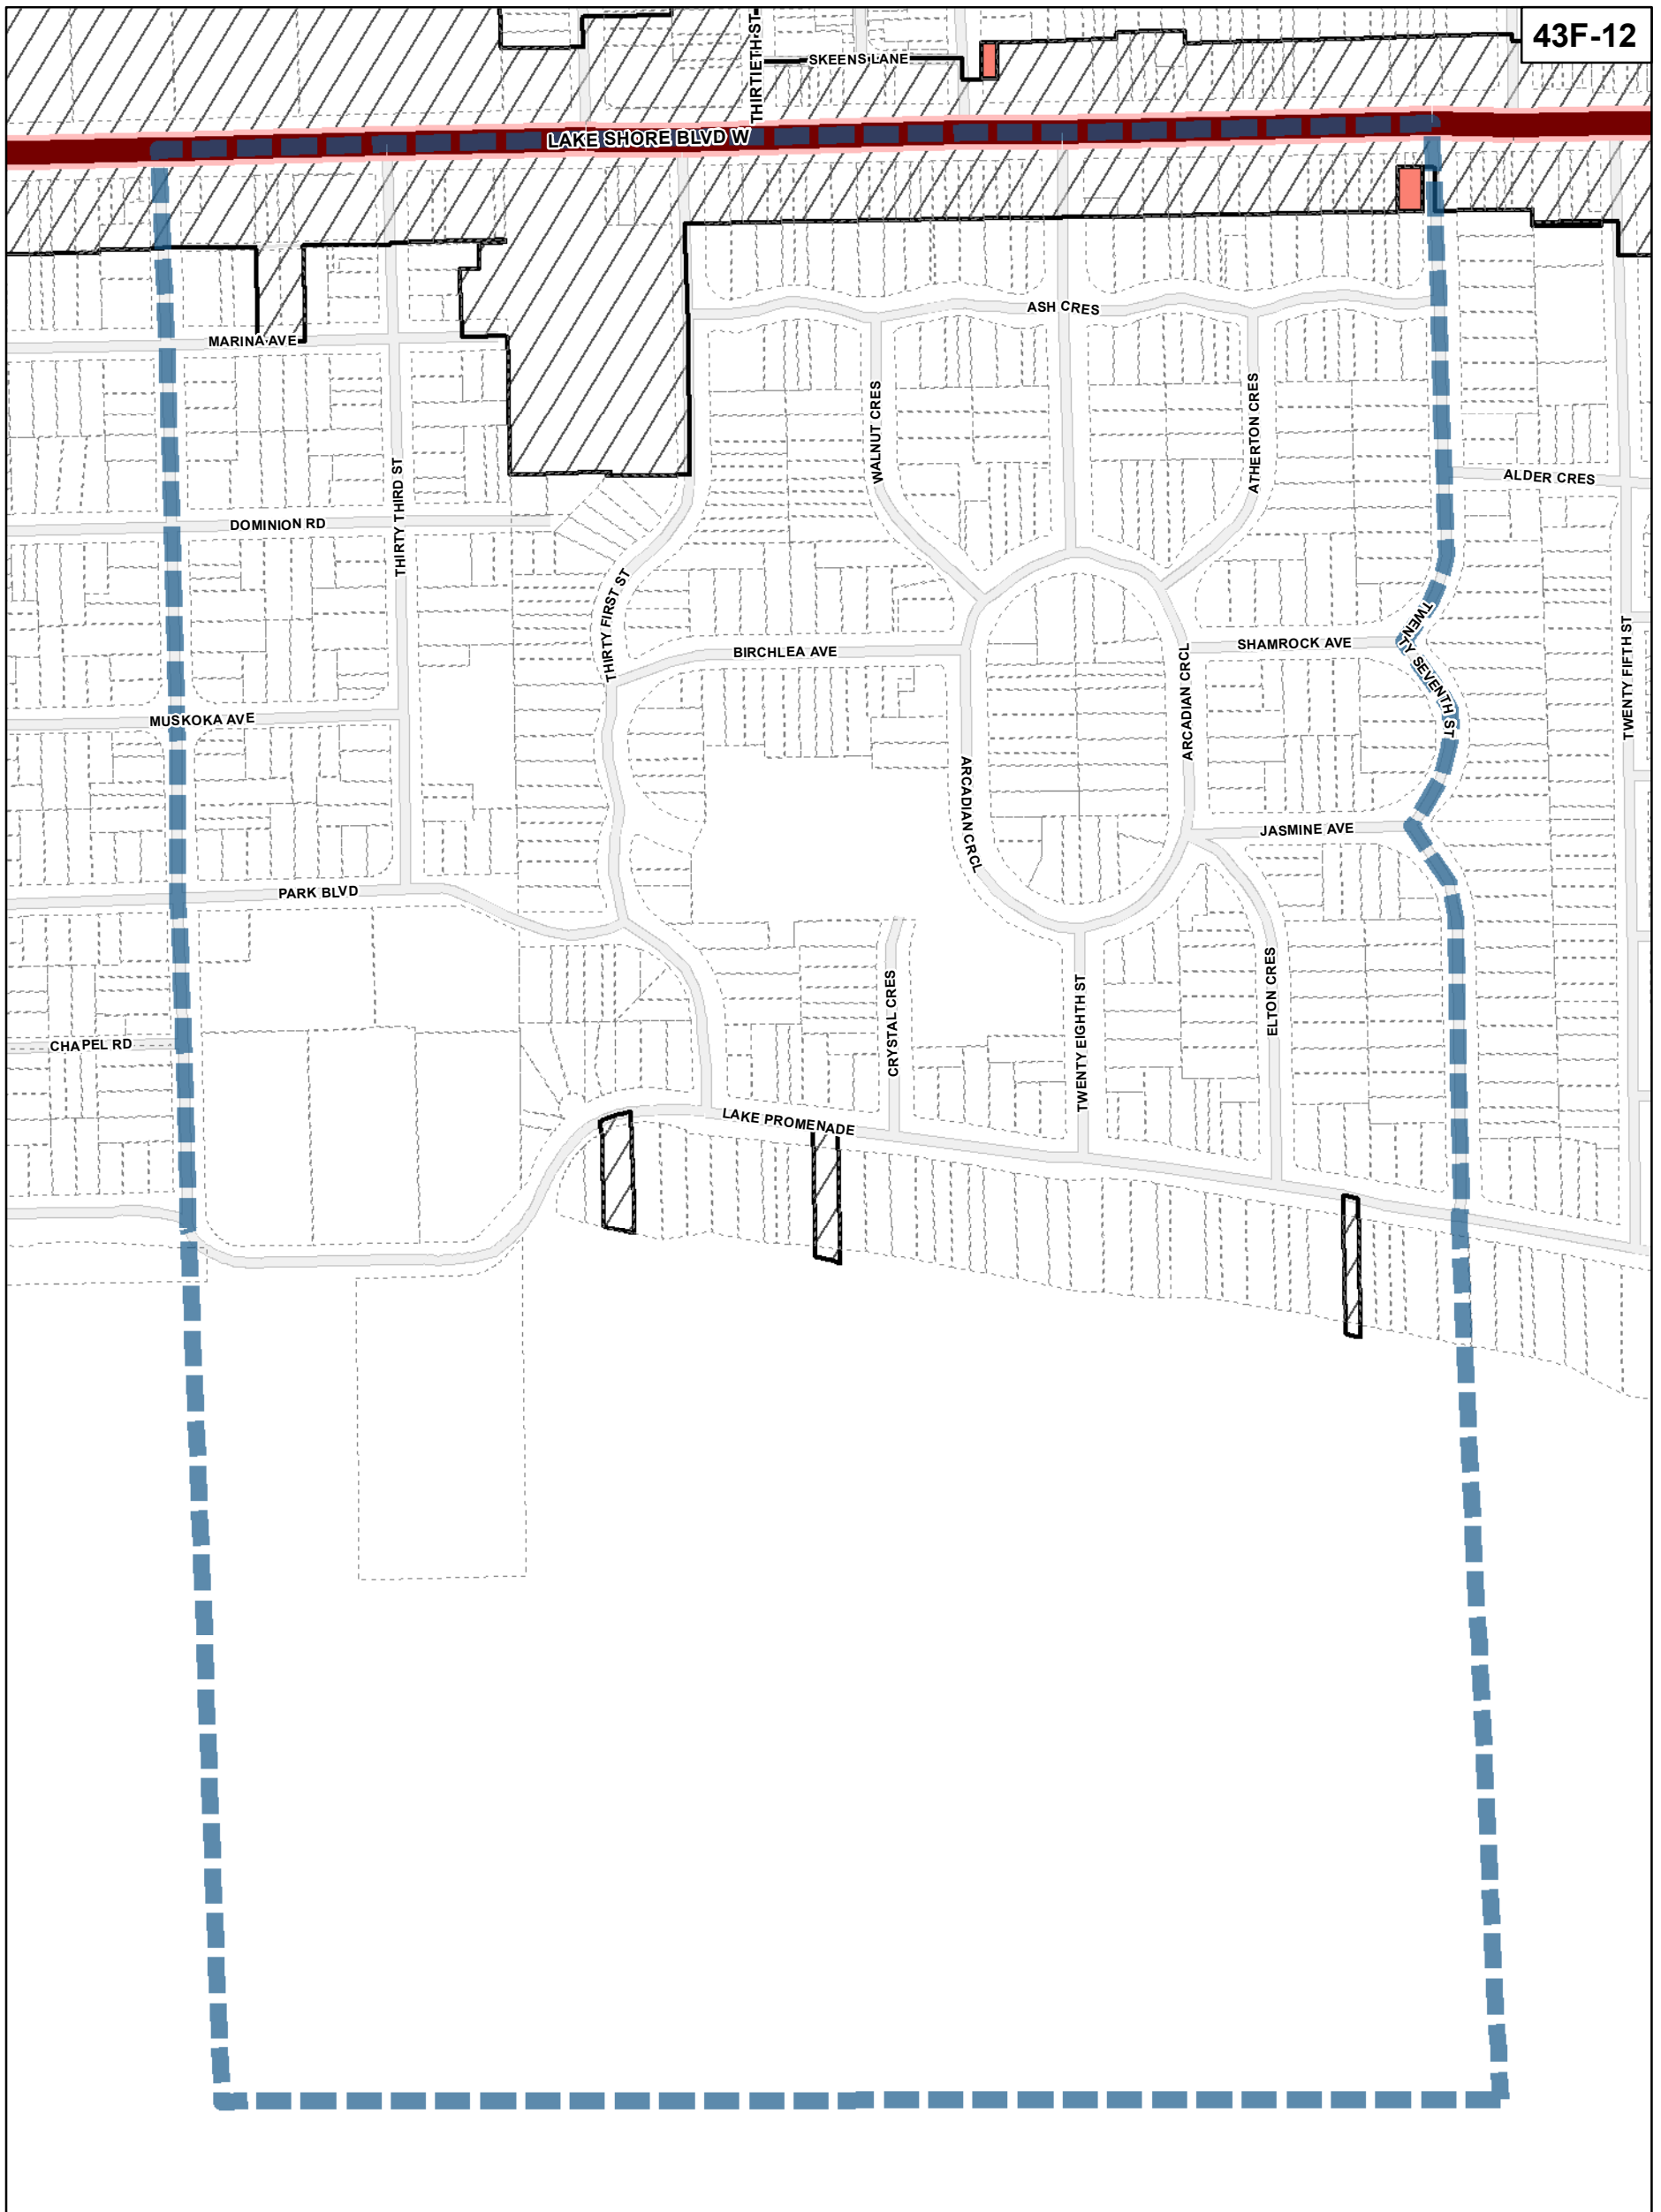 43F-12
THIRTIETH ST
SKEENS LANE
LAKE SHORE BLVD W
ASH CRES
MARINA AVE
WALNUT CRES
ATHERTON CRES
ALDER CRES
THIRTY THIRD ST
DOMINION RD
THIRTY FIRST ST
TWENTY SEVENTH ST
TWENTY FIFTH ST
SHAMROCK AVE
BIRCHLEA AVE
ARCADIAN CRCL
MUSKOKA AVE
ARCADIAN CRCL
JASMINE AVE
PARK BLVD
CRYSTAL CRES
TWENTY EIGHTH ST
ELTON CRES
CHAPEL RD
LAKE PROMENADE